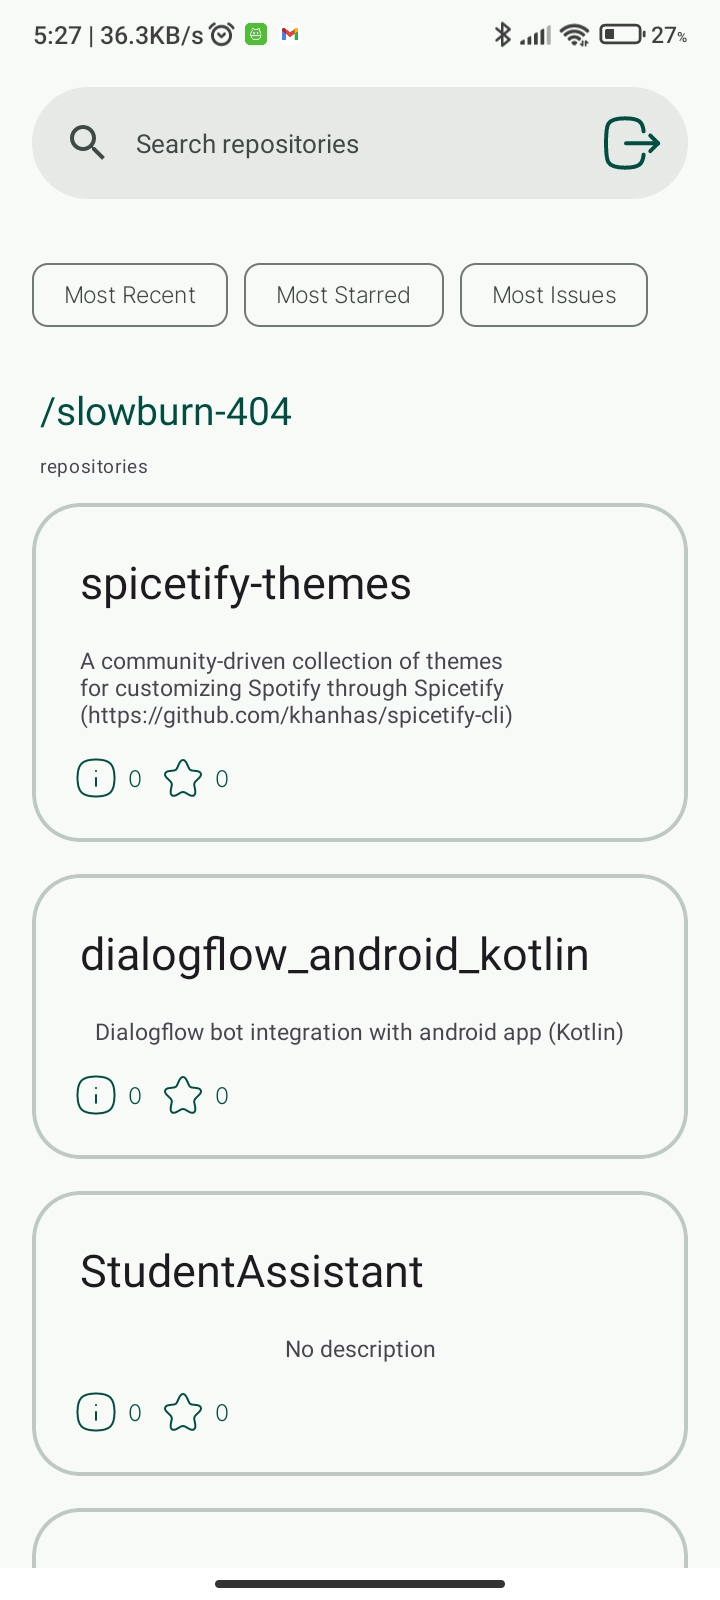 5:27 | 36.3KB/s 27%
Search repositories
Most Recent Most Starred Most Issues
/slowburn-404
repositories
spicetify-themes
A community-driven collection of themes
for customizing Spotify through Spicetify
(https://github.com/khanhas/spicetify-cli)
0 0
dialogflow_android_kotlin
Dialogflow bot integration with android app (Kotlin)
0 0
StudentAssistant
No description
0 0